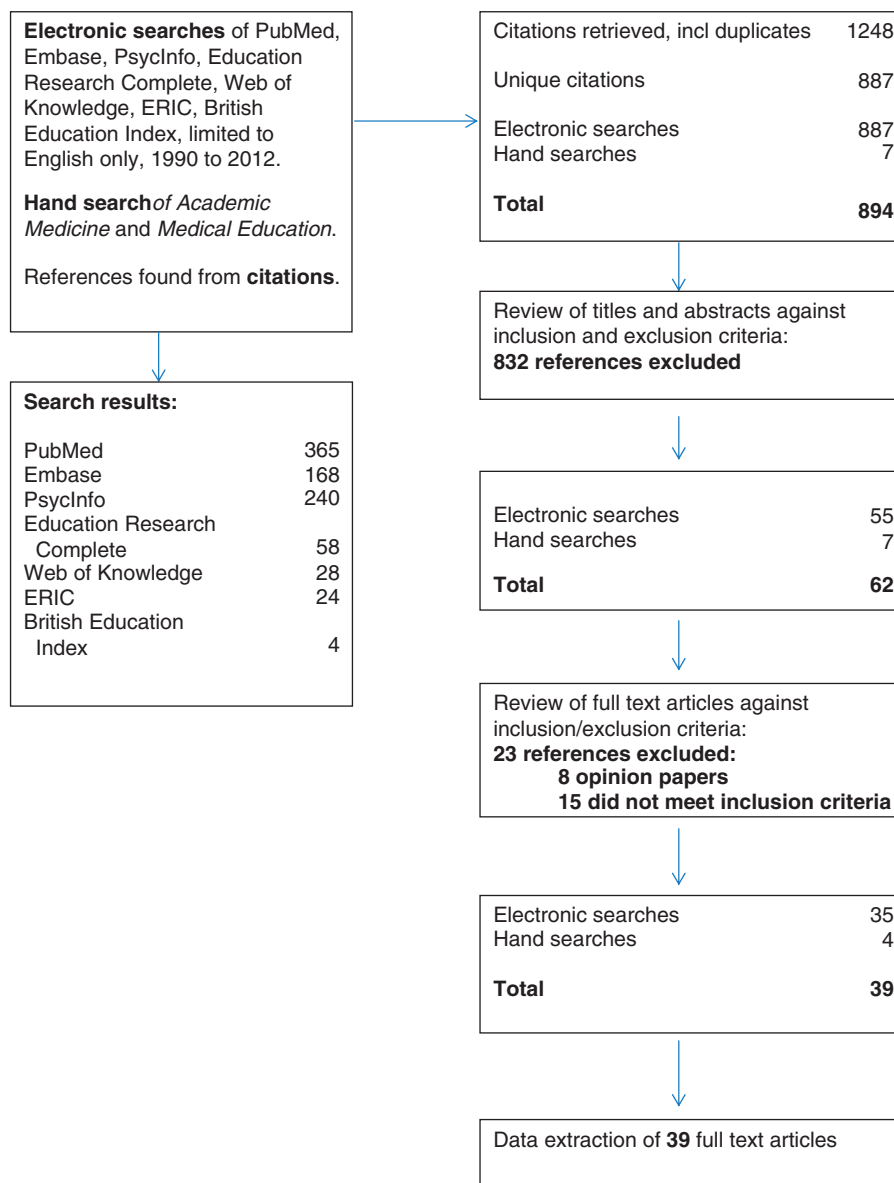 Electronic searches of PubMed,
Embase, PsycInfo, Education
Research Complete, Web of
Knowledge, ERIC, British
Education Index, limited to
English only, 1990 to 2012.
Hand searchof Academic
Medicine and Medical Education.
References found from citations.
Search results:
PubMed 365
Embase 168
PsycInfo 240
Education Research
Complete 58
Web of Knowledge 28
ERIC 24
British Education
Index 4
Citations retrieved, incl duplicates 1248
Unique citations 887
Electronic searches 887
Hand searches 7
Total 894
Review of titles and abstracts against
inclusion and exclusion criteria:
832 references excluded
Electronic searches 55
Hand searches 7
Total 62
Review of full text articles against
inclusion/exclusion criteria:
23 references excluded:
8 opinion papers
15 did not meet inclusion criteria
Electronic searches 35
Hand searches 4
Total 39
Data extraction of 39 full text articles